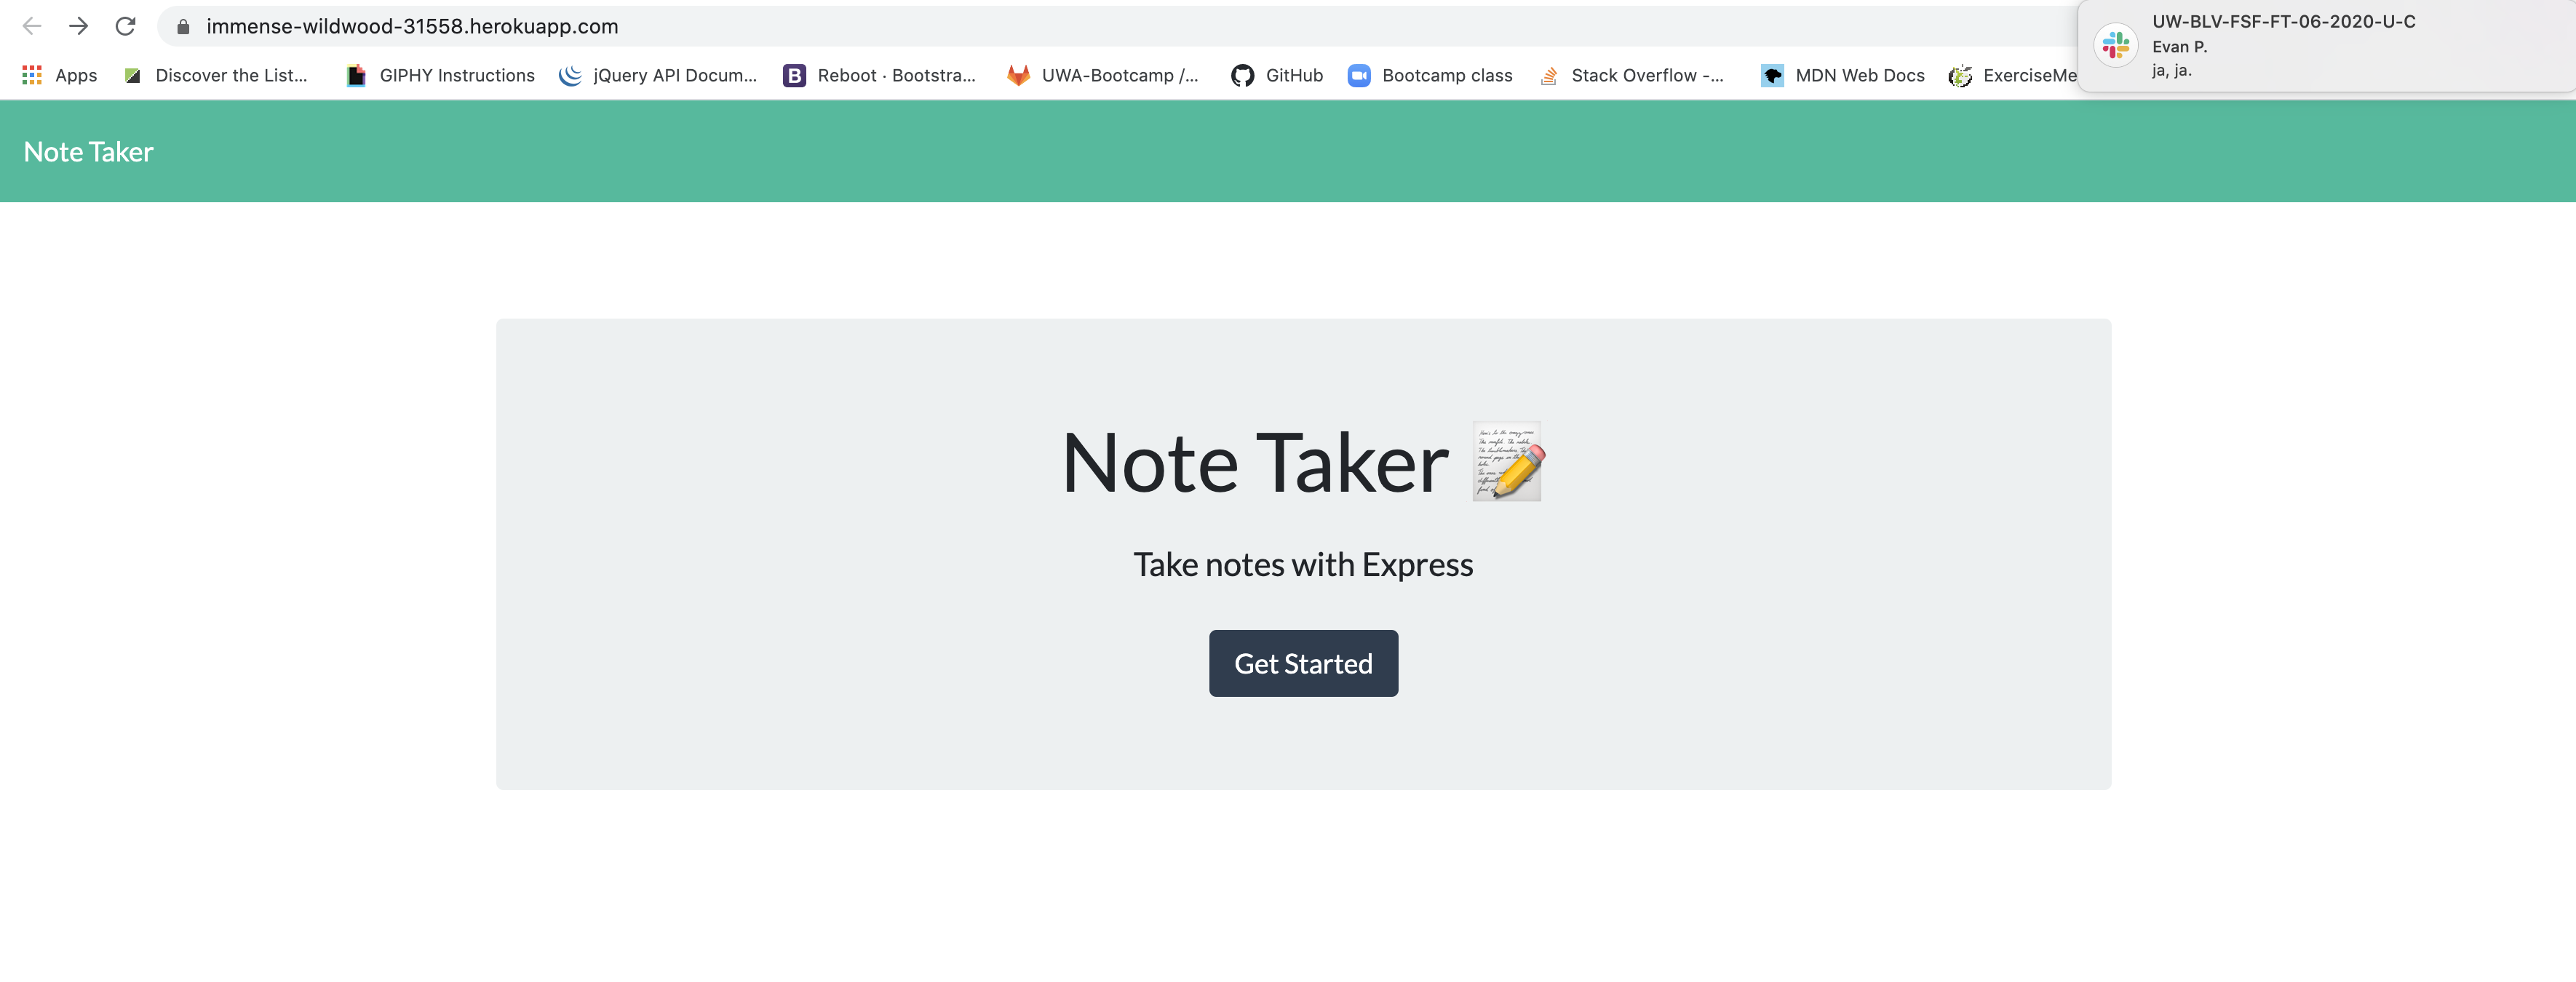 immense-wildwood-31558.herokuapp.com
UW-BLV-FSF-FT-06-2020-U-C
Evan P.
ja, ja.
Apps Discover the List... GIPHY Instructions jQuery API Docum... B Reboot · Bootstra... UWA-Bootcamp /... GitHub Bootcamp class Stack Overflow -... MDN Web Docs ExerciseMe
Note Taker
Note Taker
Take notes with Express
Get Started